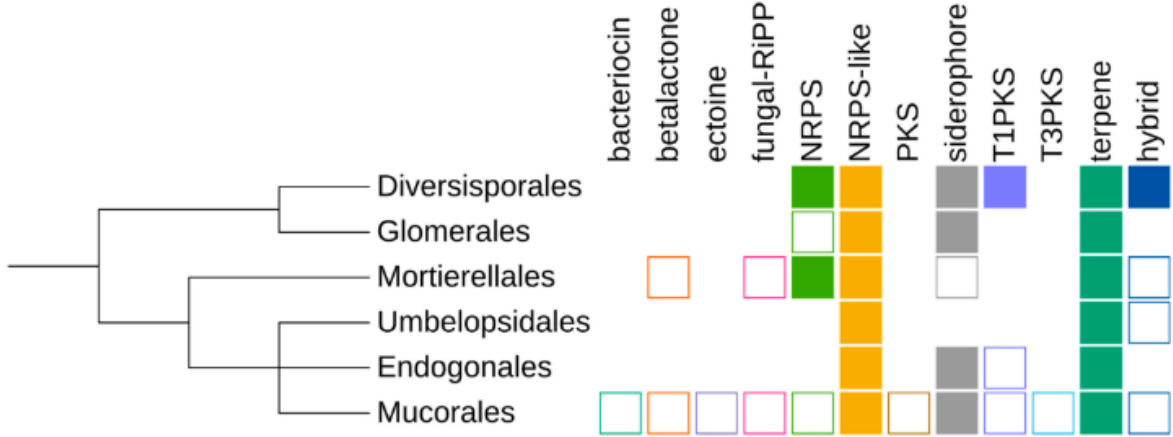 bacteriocin
betalactone
ectoine
fungal-RiPP
NRPS
NRPS-like
PKS
siderophore
T1PKS
T3PKS
terpene
hybrid
Diversisporales
Glomerales
Mortierellales
Umbelopsidales
Endogonales
Mucorales